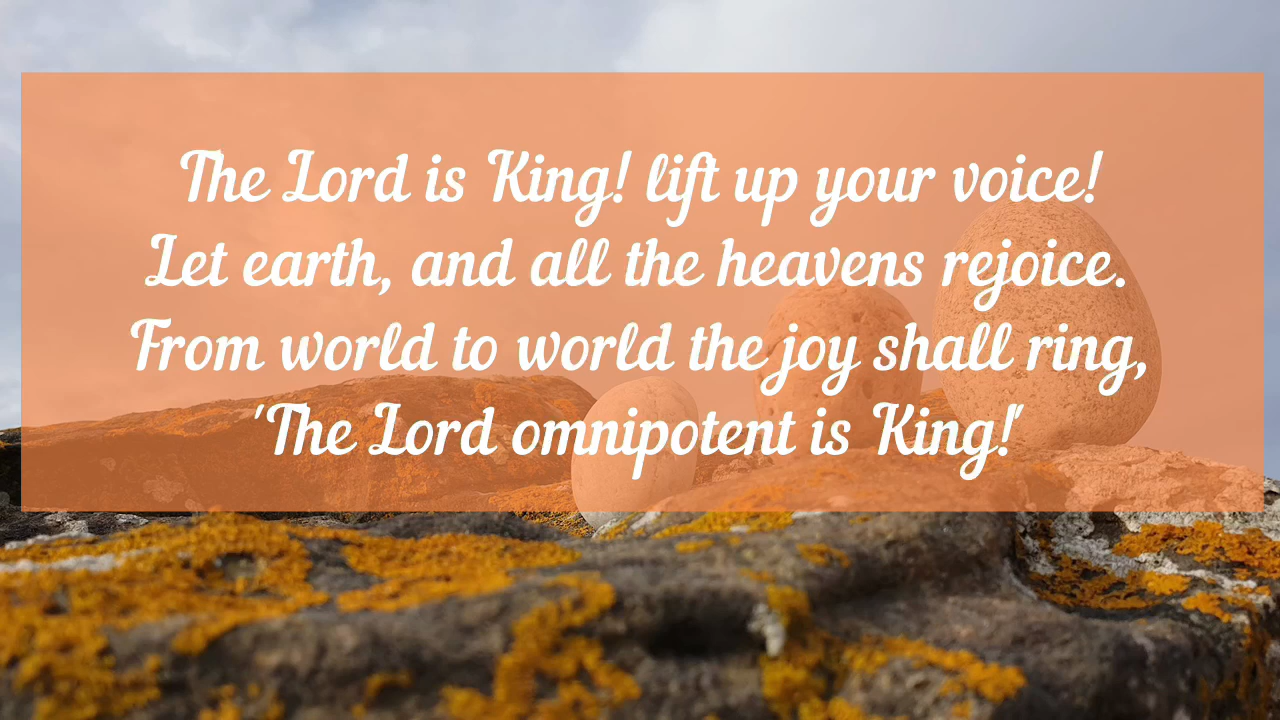 The Lord is King! lift up your voice!
Let earth, and all the heavens rejoice.
From world to world the joy shall ring,
'The Lord omnipotent is King!'